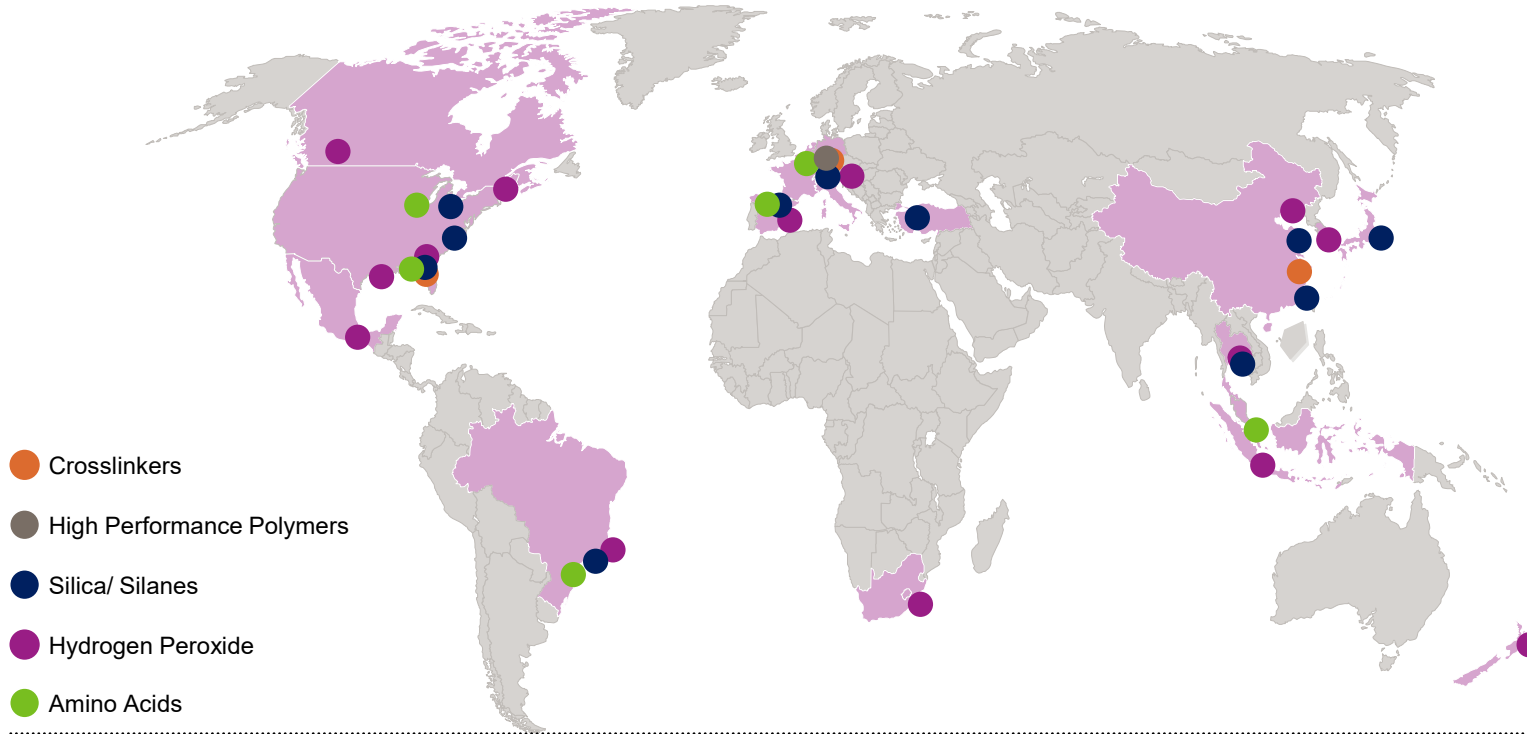 Crosslinkers
High Performance Polymers
Silica/ Silanes
Hydrogen Peroxide
Amino Acids